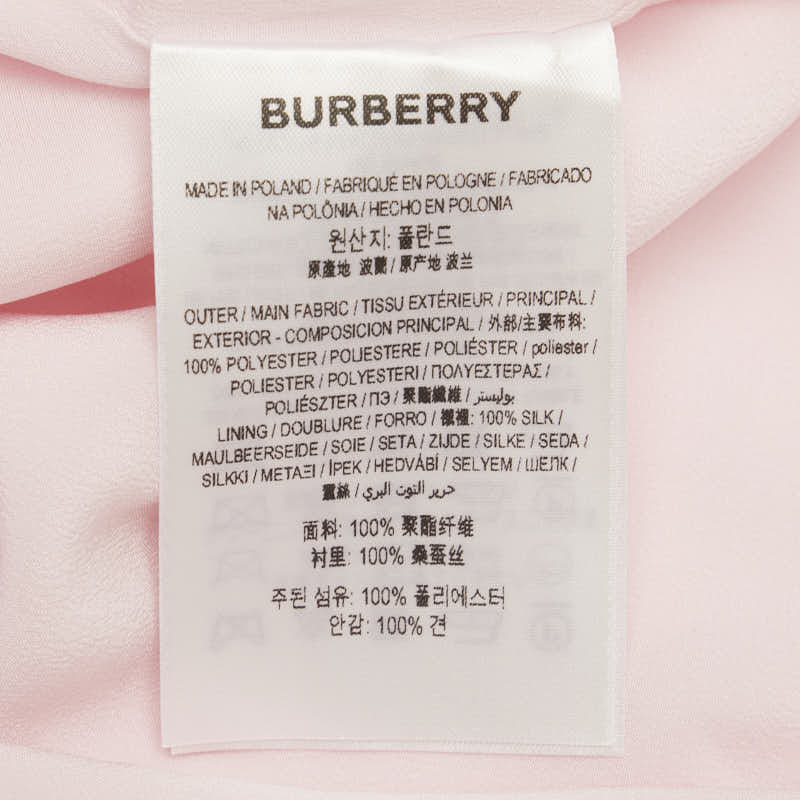 BURBERRY
MADE IN POLAND / FABRIQUÉ EN POLOGNE / FABRICADO
NA POLÔNIA / HECHO EN POLONIA
원산지: 폴란드
原產地 波蘭 / 原产地 波兰
OUTER / MAIN FABRIC / TISSU EXTÉRIEUR / PRINCIPAL /
EXTERIOR - COMPOSICION PRINCIPAL / 外部/主要布料:
100% POLYESTER / POLIESTERE / POLIÉSTER / poliester /
POLIESTER / POLYESTERI / ΠΟΛΥΕΣΤΕΡΑΣ /
POLIÉSZTER / ПЭ / 聚酯纖維 / بوليستر /
LINING / DOUBLURE / FORRO / 襯裡: 100% SILK /
MAULBEERSEIDE / SOIE / SETA / ZIJDE / SILKE / SEDA /
SILKKI / ΜΕΤΑΞΙ / İPEK / HEDVÁBÍ / SELYEM / ШЕЛК /
蠶絲 / حرير التوت البري
面料: 100% 聚酯纤维
衬里: 100% 桑蚕丝
주된 섬유: 100% 폴리에스터
안감: 100% 견